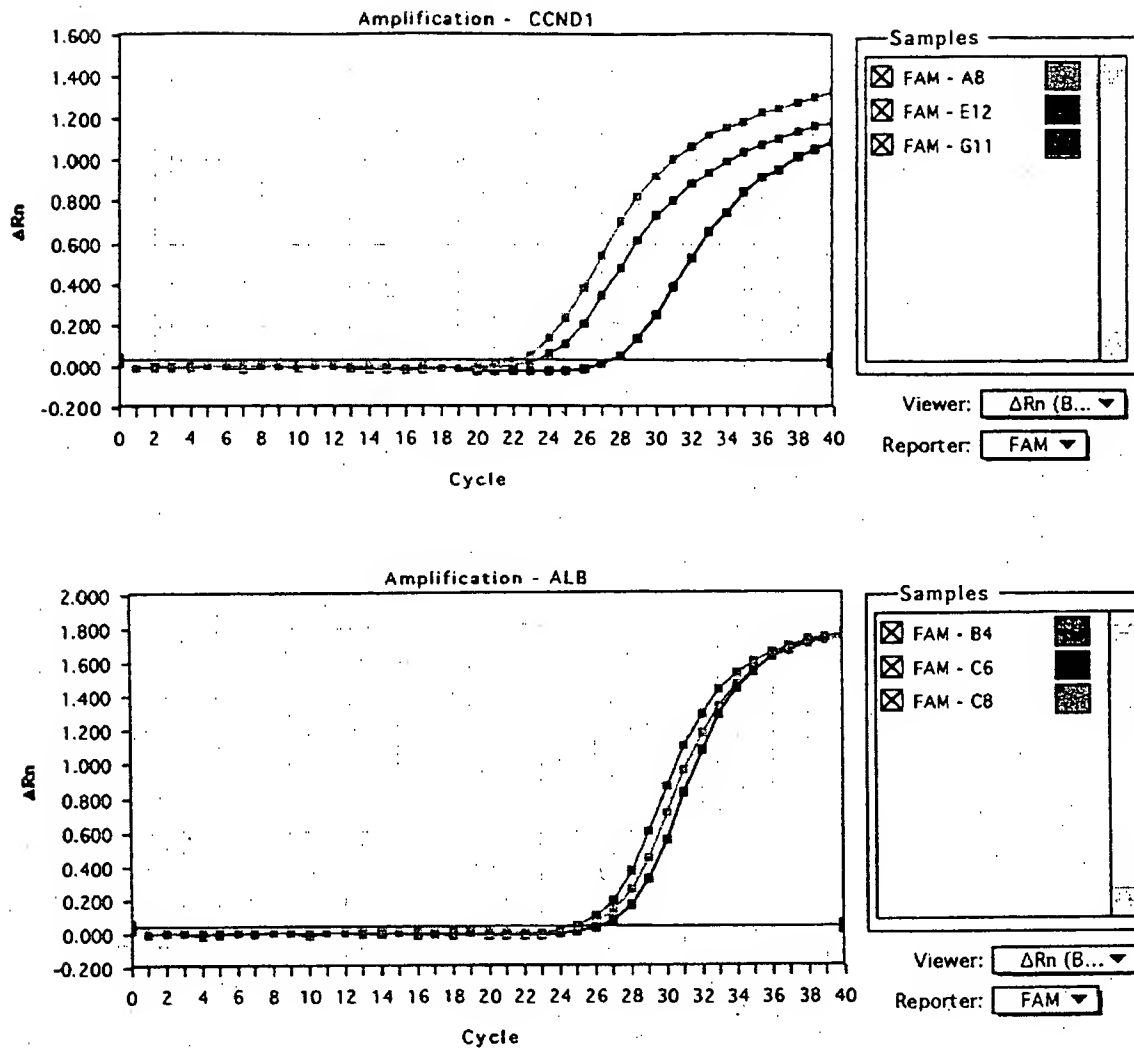 Amplification - CCND1
1.600
1.400
1.200
1.000
0.800
0.600
0.400
0.200
0.000
-0.200
ΔRn
0 2 4 6 8 10 12 14 16 18 20 22 24 26 28 30 32 34 36 38 40
Cycle
Samples
FAM - A8
FAM - E12
FAM - G11
Viewer: ΔRn (B...
Reporter: FAM
Amplification - ALB
2.000
1.800
1.600
1.400
1.200
1.000
0.800
0.600
0.400
0.200
0.000
-0.200
ΔRn
0 2 4 6 8 10 12 14 16 18 20 22 24 26 28 30 32 34 36 38 40
Cycle
Samples
FAM - B4
FAM - C6
FAM - C8
Viewer: ΔRn (B...
Reporter: FAM